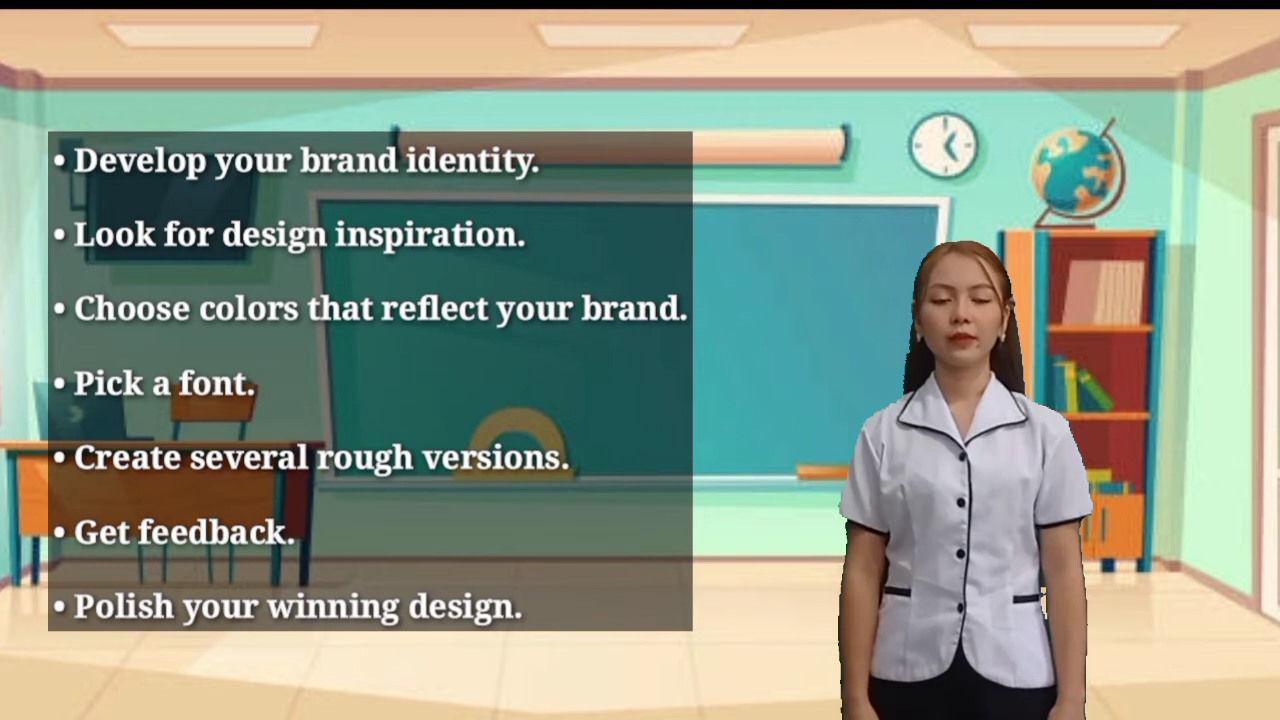 • Develop your brand identity.
• Look for design inspiration.
• Choose colors that reflect your brand.
• Pick a font.
• Create several rough versions.
• Get feedback.
• Polish your winning design.